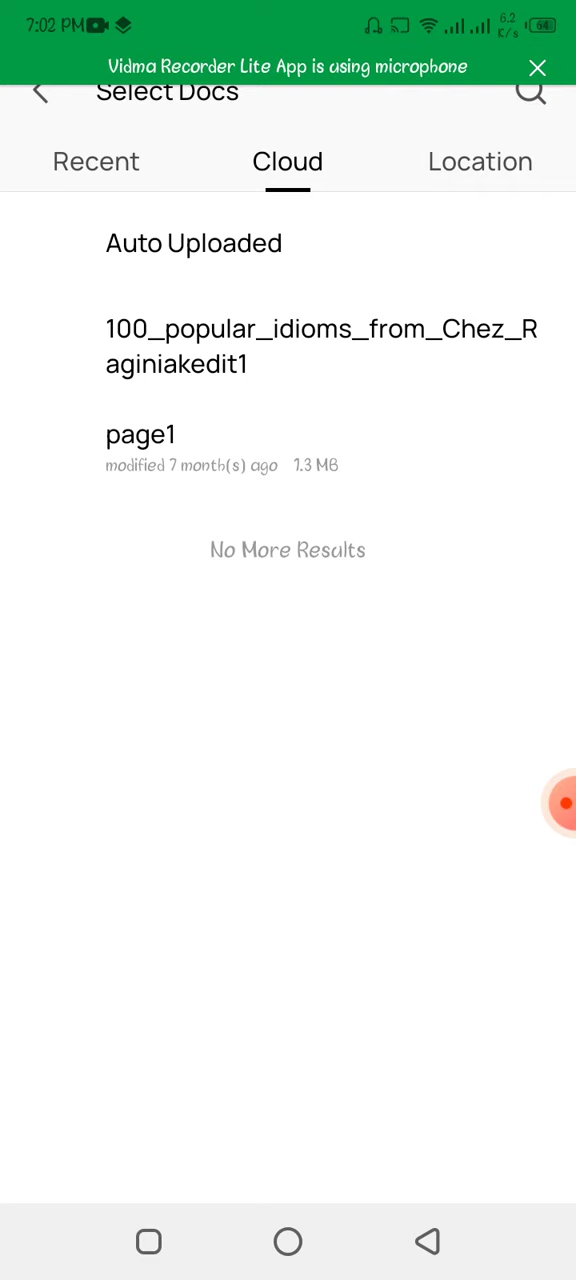 7:02 PM 6.2 K/s 64
Vidma Recorder Lite App is using microphone
Select Docs
Recent Cloud Location
Auto Uploaded
100_popular_idioms_from_Chez_R
aginiakedit1
page1
modified 7 month(s) ago 1.3 MB
No More Results